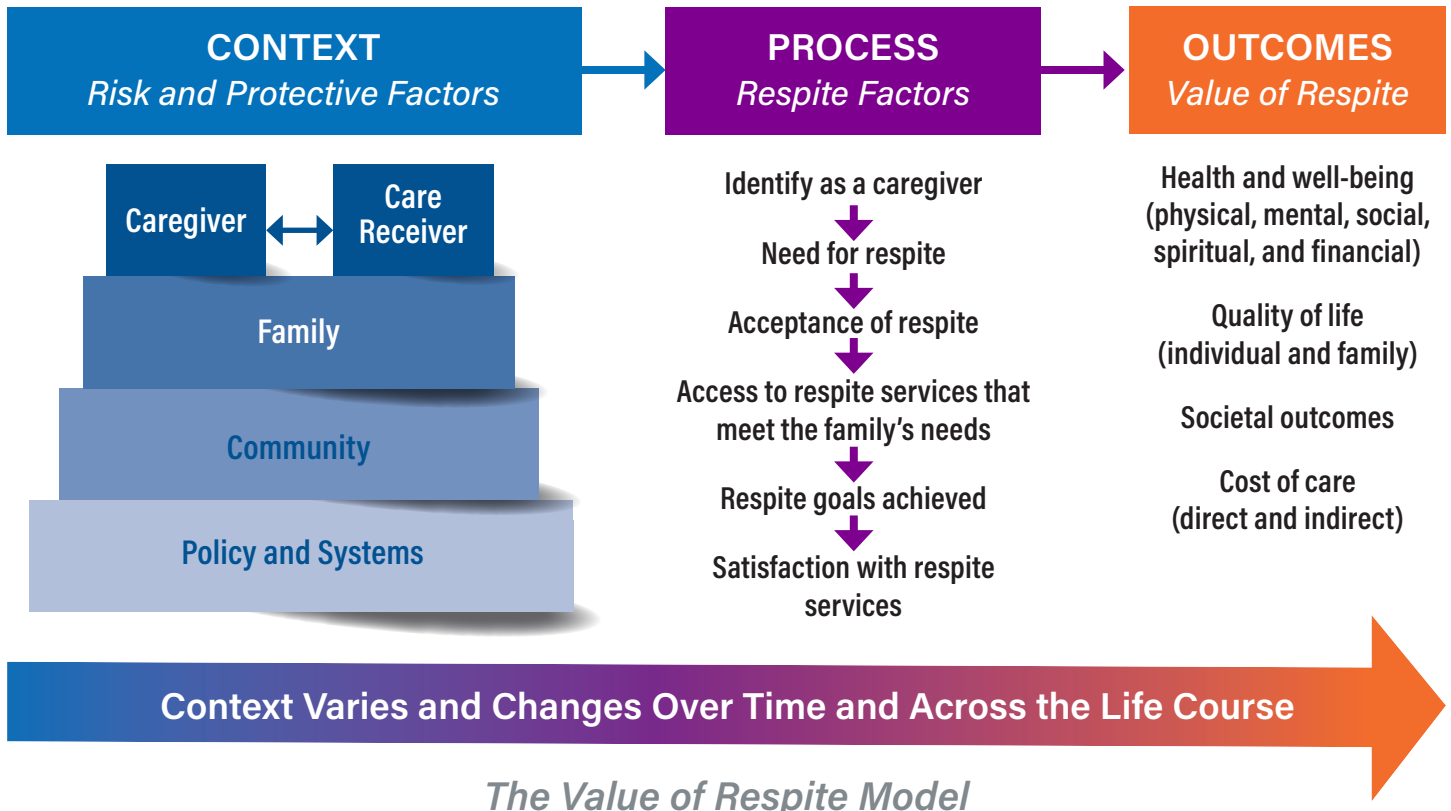 CONTEXT
Risk and Protective Factors
PROCESS
Respite Factors
OUTCOMES
Value of Respite
Caregiver
Care
Receiver
Family
Community
Policy and Systems
Identify as a caregiver
Need for respite
Acceptance of respite
Access to respite services that
meet the family’s needs
Respite goals achieved
Satisfaction with respite
services
Health and well-being
(physical, mental, social,
spiritual, and financial)
Quality of life
(individual and family)
Societal outcomes
Cost of care
(direct and indirect)
Context Varies and Changes Over Time and Across the Life Course
The Value of Respite Model